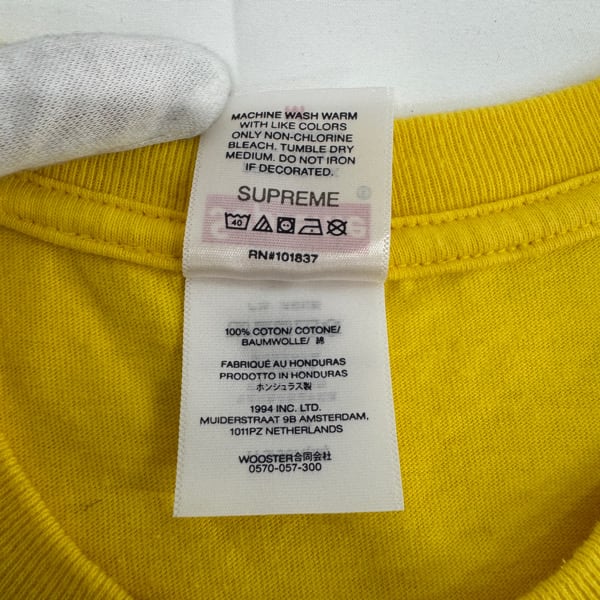 MACHINE WASH WARM
WITH LIKE COLORS
ONLY NON-CHLORINE
BLEACH. TUMBLE DRY
MEDIUM. DO NOT IRON
IF DECORATED.
SUPREME
40
RN#101837
100% COTON/ COTONE/
BAUMWOLLE/ 綿
FABRIQUÉ AU HONDURAS
PRODOTTO IN HONDURAS
ホンジュラス製
1994 INC. LTD.
MUIDERSTRAAT 9B AMSTERDAM,
1011PZ NETHERLANDS
WOOSTER合同会社
0570-057-300